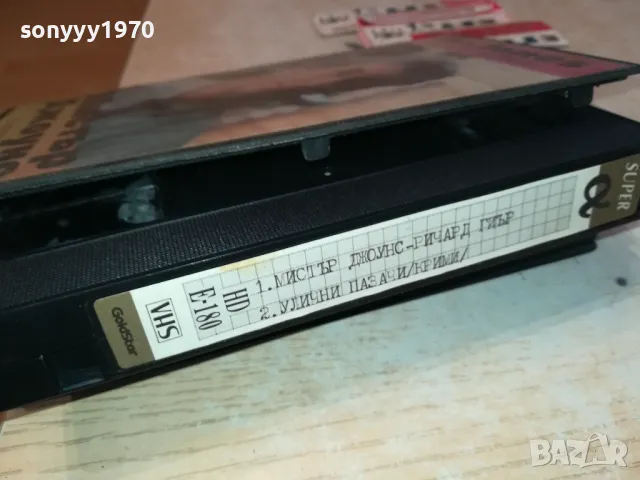 sonyyy1970
1.МИСТЪР ДЖОУНС-РИЧАРД ГИЪР
2.УЛИЧНИ ПАЗАЧИ/КРИМИ/
HD
E-180
VHS
GoldStar
SUPER
α
BAZAR